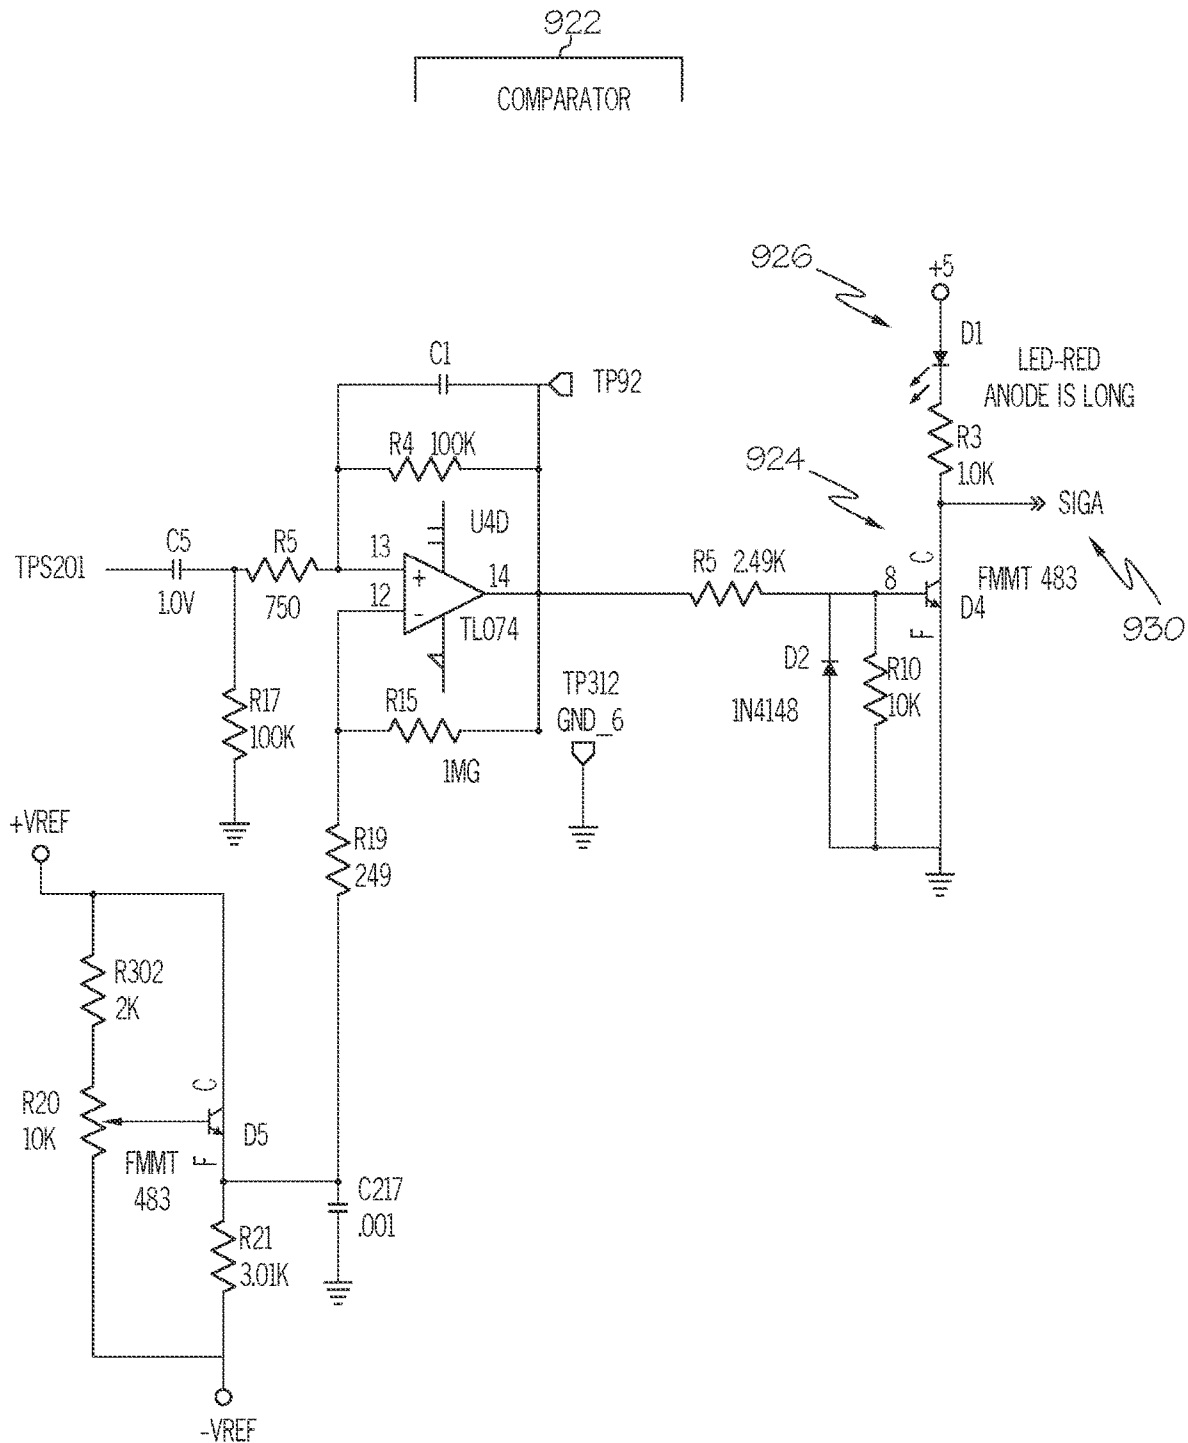 922
COMPARATOR
926
+5
D1
LED-RED
ANODE IS LONG
C1
TP92
R4 100K
R3
1.0K
924
SIGA
U4D
C5
R5
13
TPS201
+
14
R5 2.49K
8
C
FMMT 483
1.0V
750
12
-
TL074
D4
930
F
D2
R10
10K
1N4148
R17
100K
R15
1MG
TP312
GND_6
+VREF
R19
249
R302
2K
C
R20
10K
D5
FMMT
483
F
C217
.001
R21
3.01K
-VREF